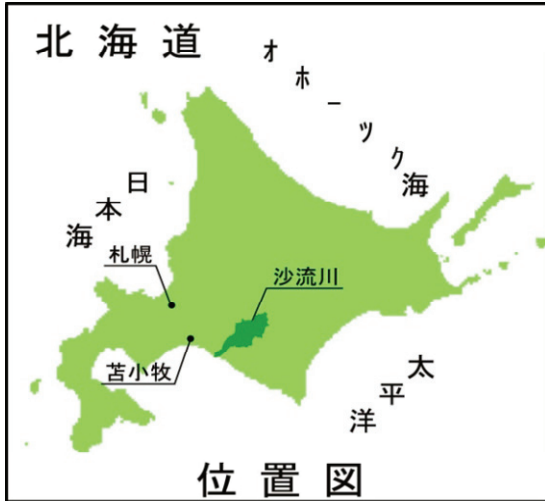 北海道
オホーツク海
日本海
札幌
沙流川
苫小牧
太平洋
位置図